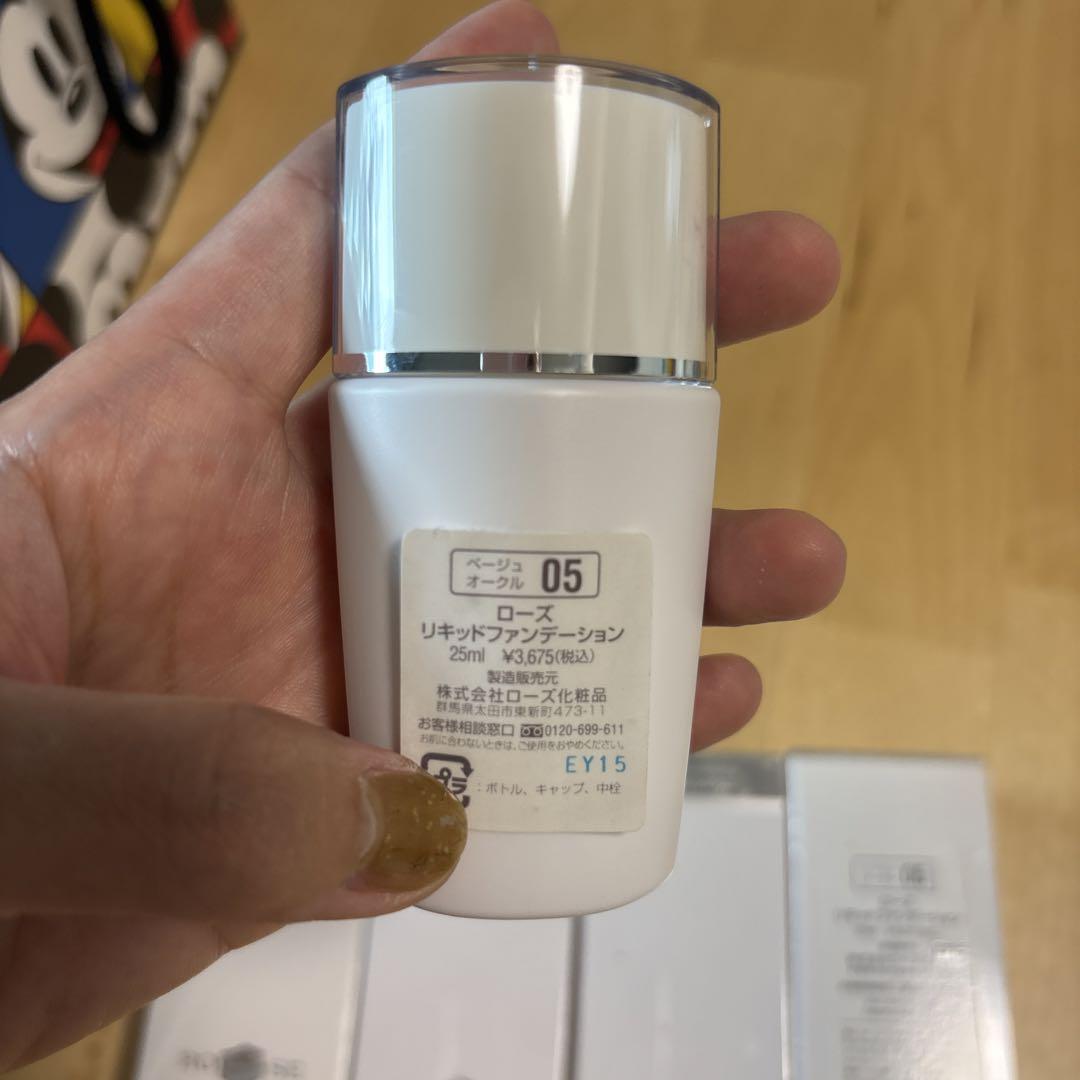 ベージュ
オークル 05
ローズ
リキッドファンデーション
25ml ¥3,675(税込)
製造販売元
株式会社ローズ化粧品
群馬県太田市東新町473-11
お客様相談窓口 0120-699-611
お肌に合わないときは、ご使用をおやめください。
EY15
プラ :ボトル、キャップ、中栓